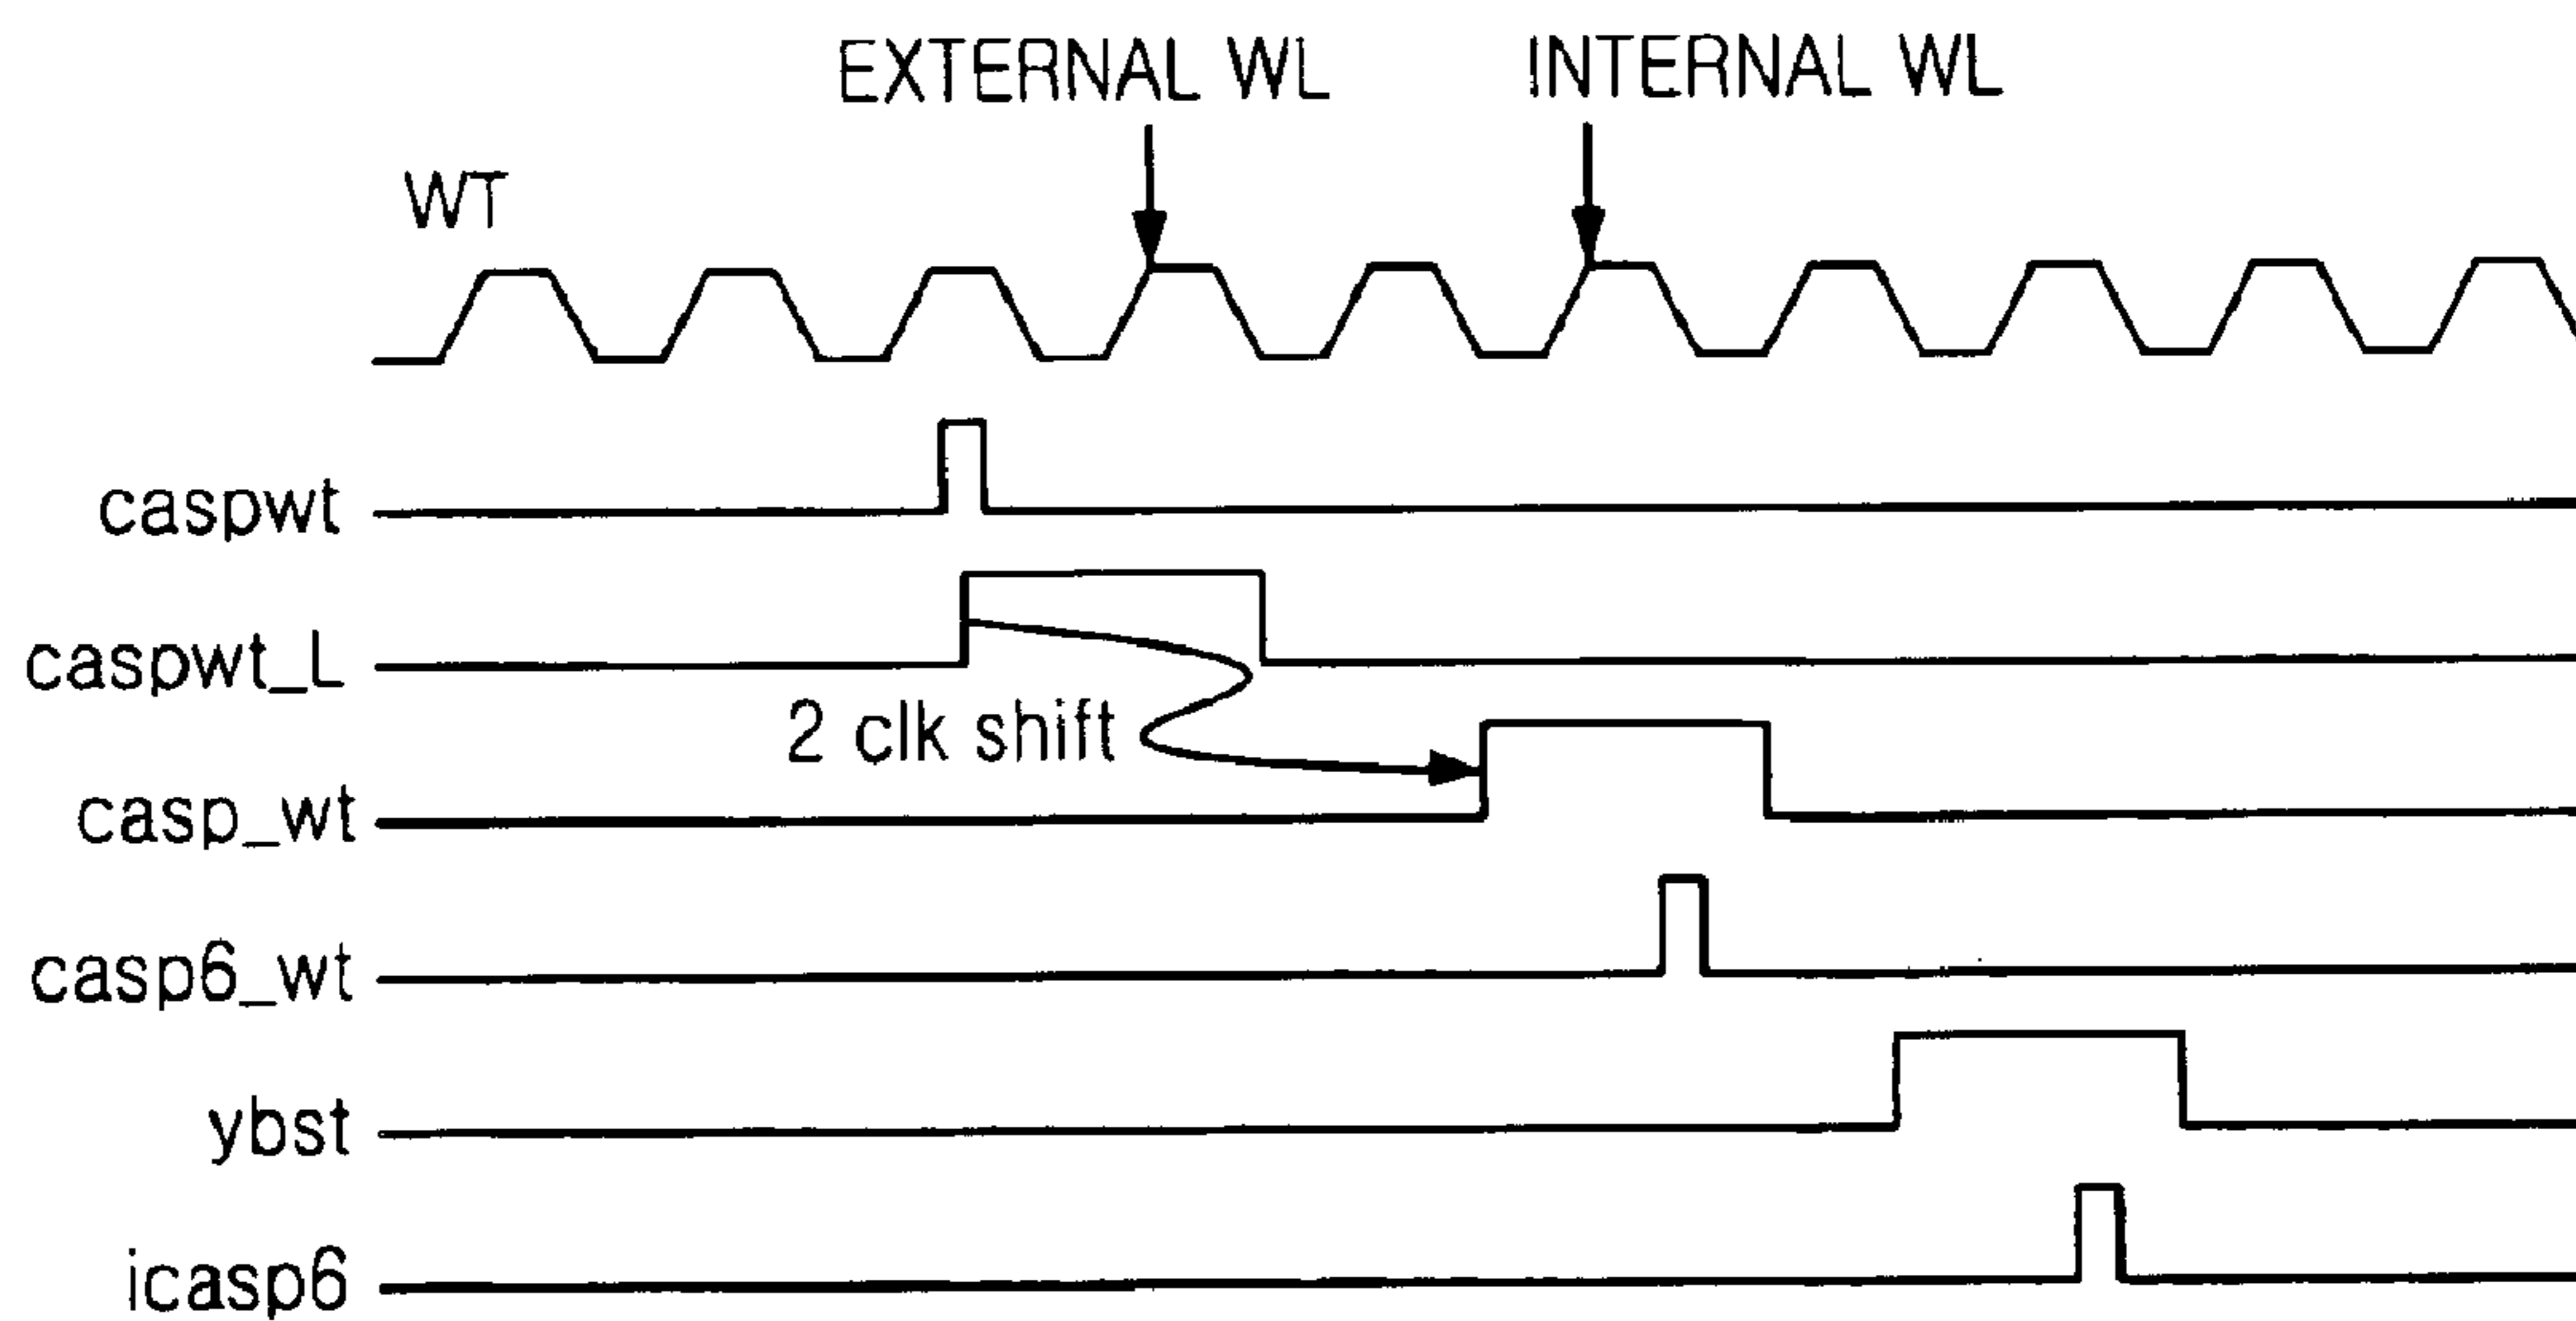 EXTERNAL WL
INTERNAL WL
WT
caspwt
caspwt_L
2 clk shift
casp_wt
casp6_wt
ybst
icasp6